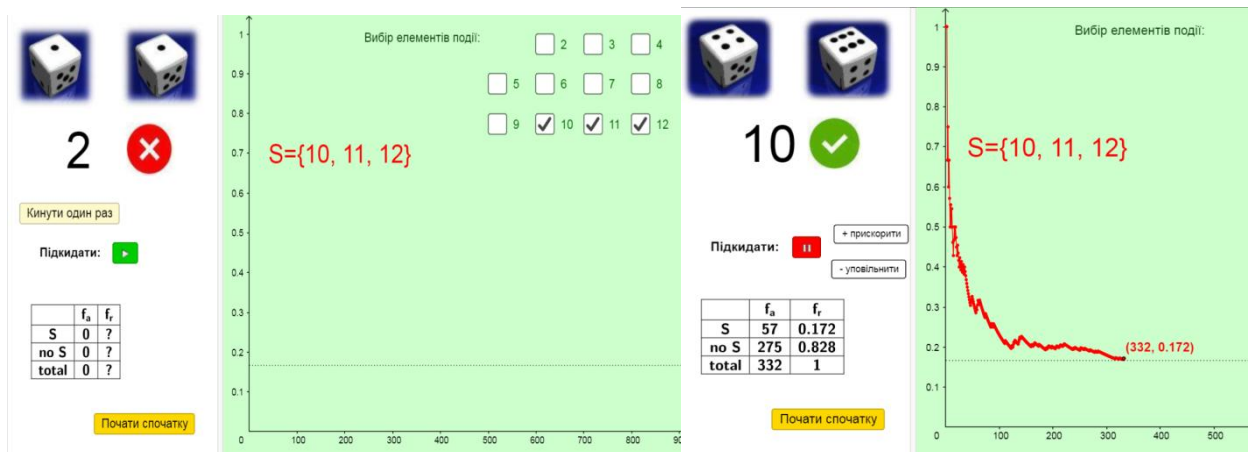 2
Кинути один раз
Підкидати:
fₐ fᵣ
S 0 ?
no S 0 ?
total 0 ?
Почати спочатку
Вибір елементів події:
2 3 4
5 6 7 8
9 10 11 12
S={10, 11, 12}
1
0.9
0.8
0.7
0.6
0.5
0.4
0.3
0.2
0.1
0 100 200 300 400 500 600 700 800 90
10
Підкидати:
+ прискорити
- уповільнити
fₐ fᵣ
S 57 0.172
no S 275 0.828
total 332 1
Почати спочатку
Вибір елементів події:
S={10, 11, 12}
(332, 0.172)
1
0.9
0.8
0.7
0.6
0.5
0.4
0.3
0.2
0.1
0 100 200 300 400 500